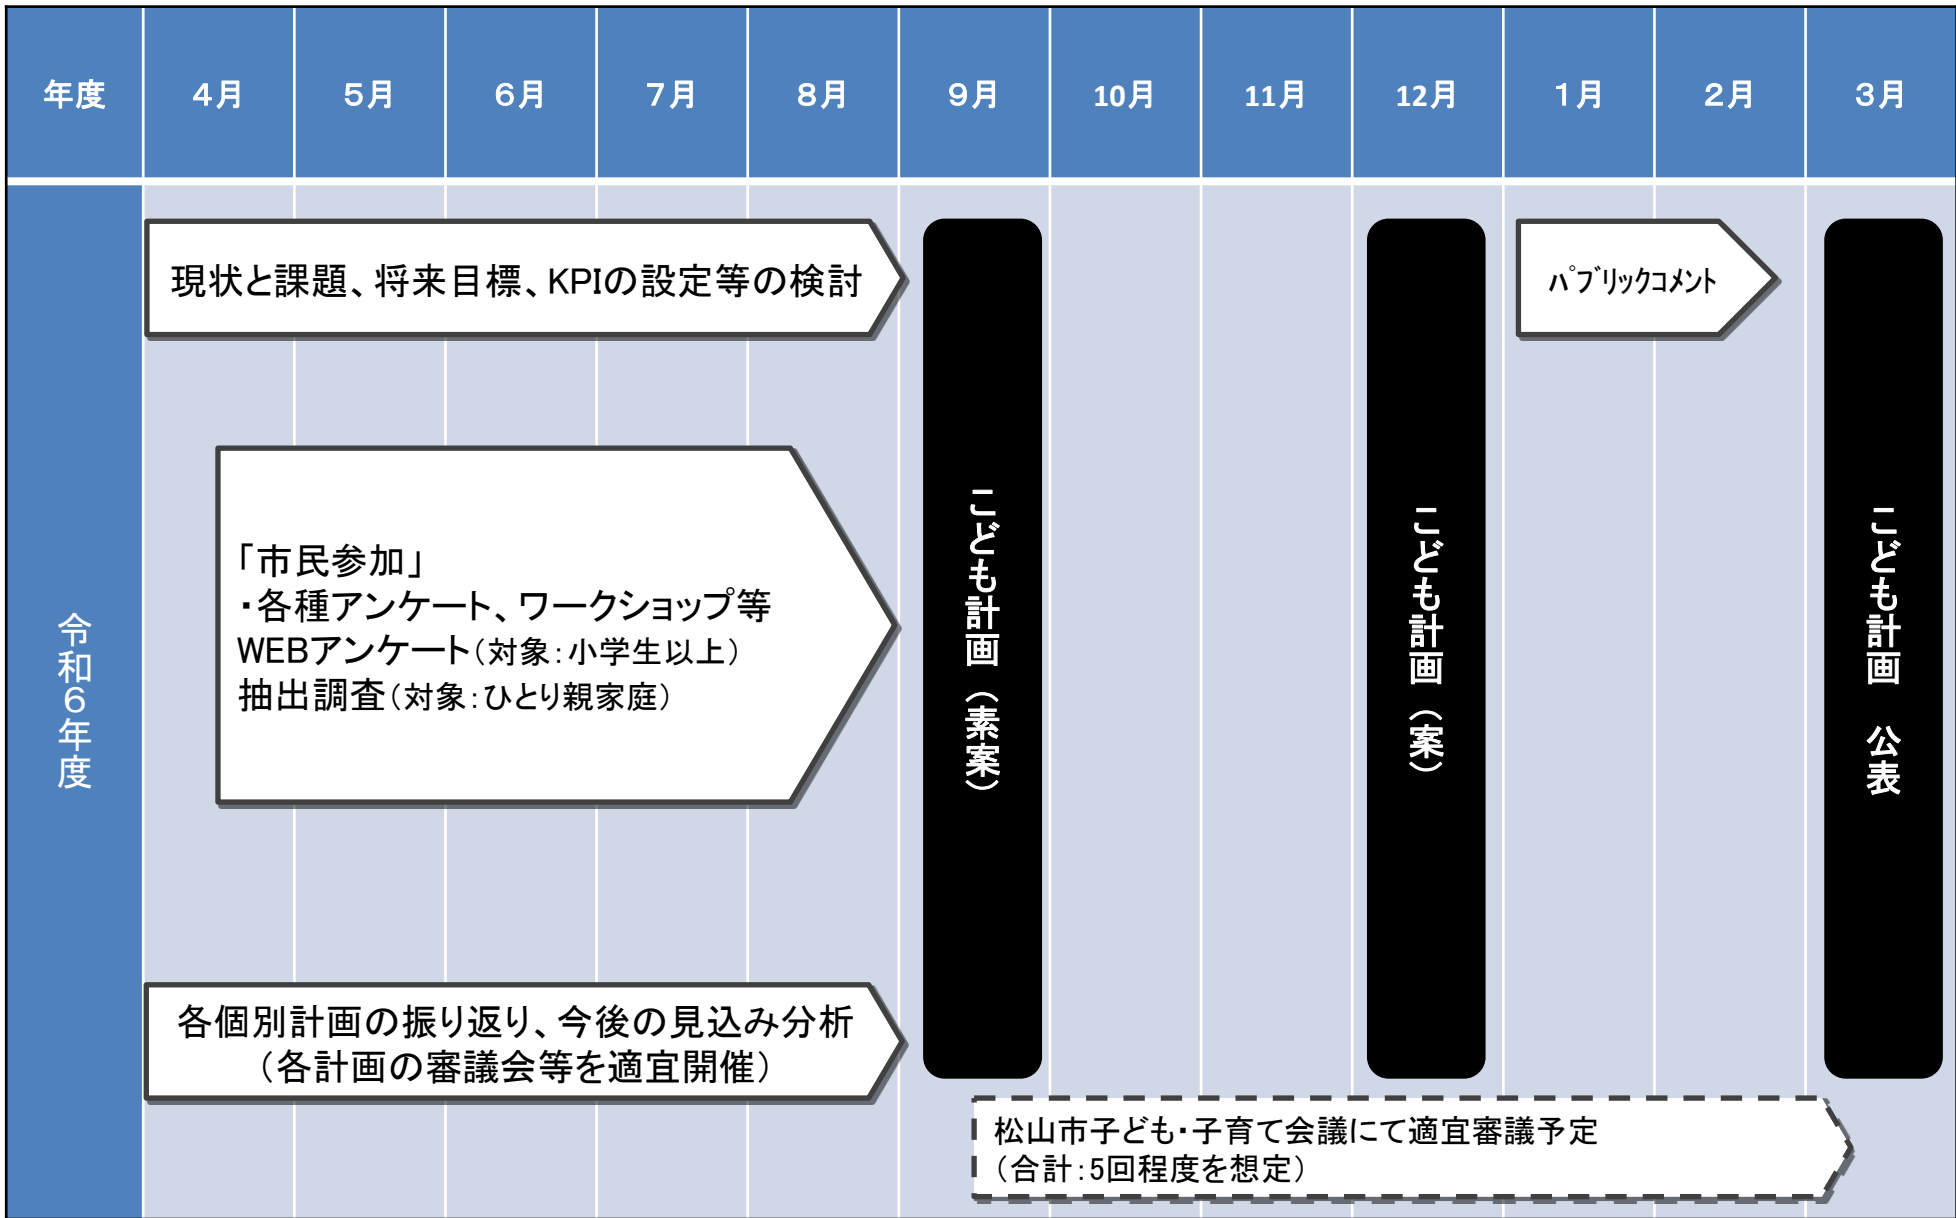 年度 4月 5月 6月 7月 8月 9月 10月 11月 12月 1月 2月 3月
令和6年度
現状と課題、将来目標、KPIの設定等の検討
「市民参加」
・各種アンケート、ワークショップ等
WEBアンケート(対象:小学生以上)
抽出調査(対象:ひとり親家庭)
各個別計画の振り返り、今後の見込み分析
(各計画の審議会等を適宜開催)
こども計画(素案)
こども計画(案)
ﾊﾟﾌﾞﾘｯｸｺﾒﾝﾄ
こども計画 公表
松山市子ども・子育て会議にて適宜審議予定
(合計:5回程度を想定)